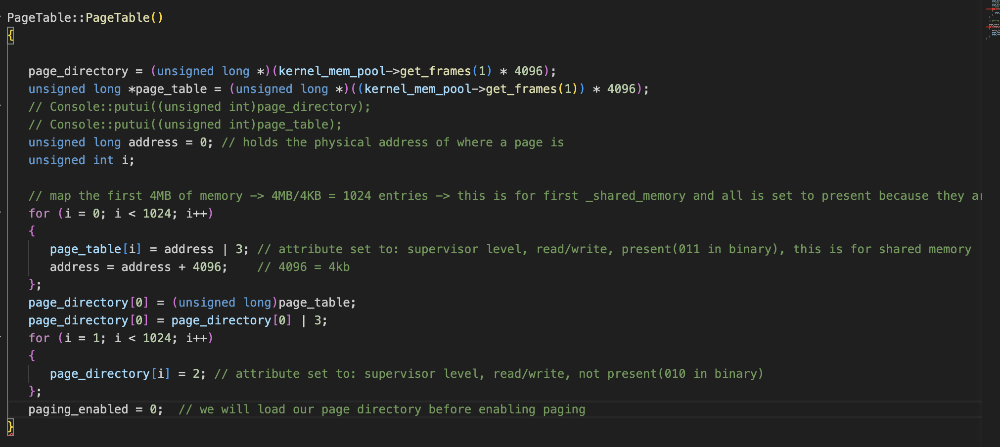 PageTable::PageTable()
{
page_directory = (unsigned long *)(kernel_mem_pool->get_frames(1) * 4096);
unsigned long *page_table = (unsigned long *)((kernel_mem_pool->get_frames(1)) * 4096);
// Console::putui((unsigned int)page_directory);
// Console::putui((unsigned int)page_table);
unsigned long address = 0; // holds the physical address of where a page is
unsigned int i;
// map the first 4MB of memory -> 4MB/4KB = 1024 entries -> this is for first _shared_memory and all is set to present because they
for (i = 0; i < 1024; i++)
{
page_table[i] = address | 3; // attribute set to: supervisor level, read/write, present(011 in binary), this is for shared memory
address = address + 4096; // 4096 = 4kb
};
page_directory[0] = (unsigned long)page_table;
page_directory[0] = page_directory[0] | 3;
for (i = 1; i < 1024; i++)
{
page_directory[i] = 2; // attribute set to: supervisor level, read/write, not present(010 in binary)
};
paging_enabled = 0; // we will load our page directory before enabling paging
}